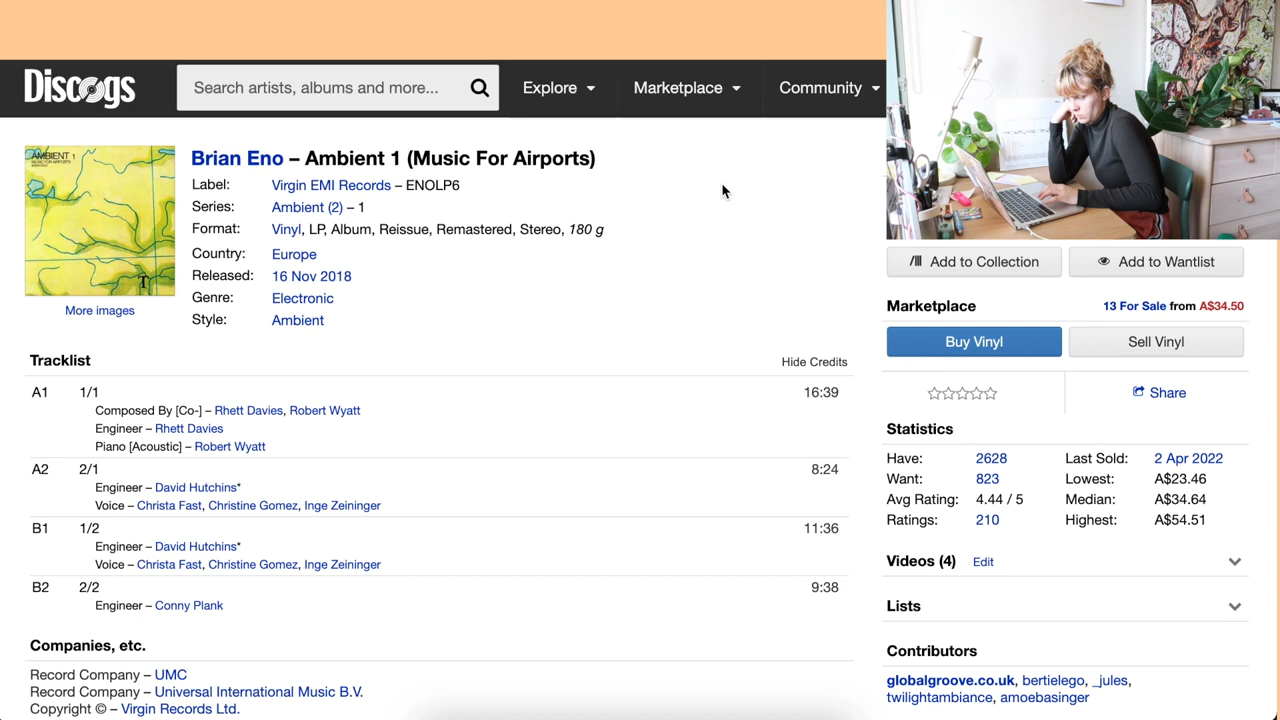 Discogs
Search artists, albums and more...
Explore
Marketplace
Community
AMBIENT 1
MUSIC FOR AIRPORTS
BRIAN ENO
More images
Brian Eno – Ambient 1 (Music For Airports)
Label: Virgin EMI Records – ENOLP6
Series: Ambient (2) – 1
Format: Vinyl, LP, Album, Reissue, Remastered, Stereo, 180 g
Country: Europe
Released: 16 Nov 2018
Genre: Electronic
Style: Ambient
Tracklist
Hide Credits
A1 1/1 16:39
Composed By [Co-] – Rhett Davies, Robert Wyatt
Engineer – Rhett Davies
Piano [Acoustic] – Robert Wyatt
A2 2/1 8:24
Engineer – David Hutchins*
Voice – Christa Fast, Christine Gomez, Inge Zeininger
B1 1/2 11:36
Engineer – David Hutchins*
Voice – Christa Fast, Christine Gomez, Inge Zeininger
B2 2/2 9:38
Engineer – Conny Plank
Companies, etc.
Record Company – UMC
Record Company – Universal International Music B.V.
Copyright © – Virgin Records Ltd.
Add to Collection
Add to Wantlist
Marketplace
13 For Sale from A$34.50
Buy Vinyl
Sell Vinyl
Share
Statistics
Have: 2628 Last Sold: 2 Apr 2022
Want: 823 Lowest: A$23.46
Avg Rating: 4.44 / 5 Median: A$34.64
Ratings: 210 Highest: A$54.51
Videos (4) Edit
Lists
Contributors
globalgroove.co.uk, bertielego, _jules,
twilightambiance, amoebasinger